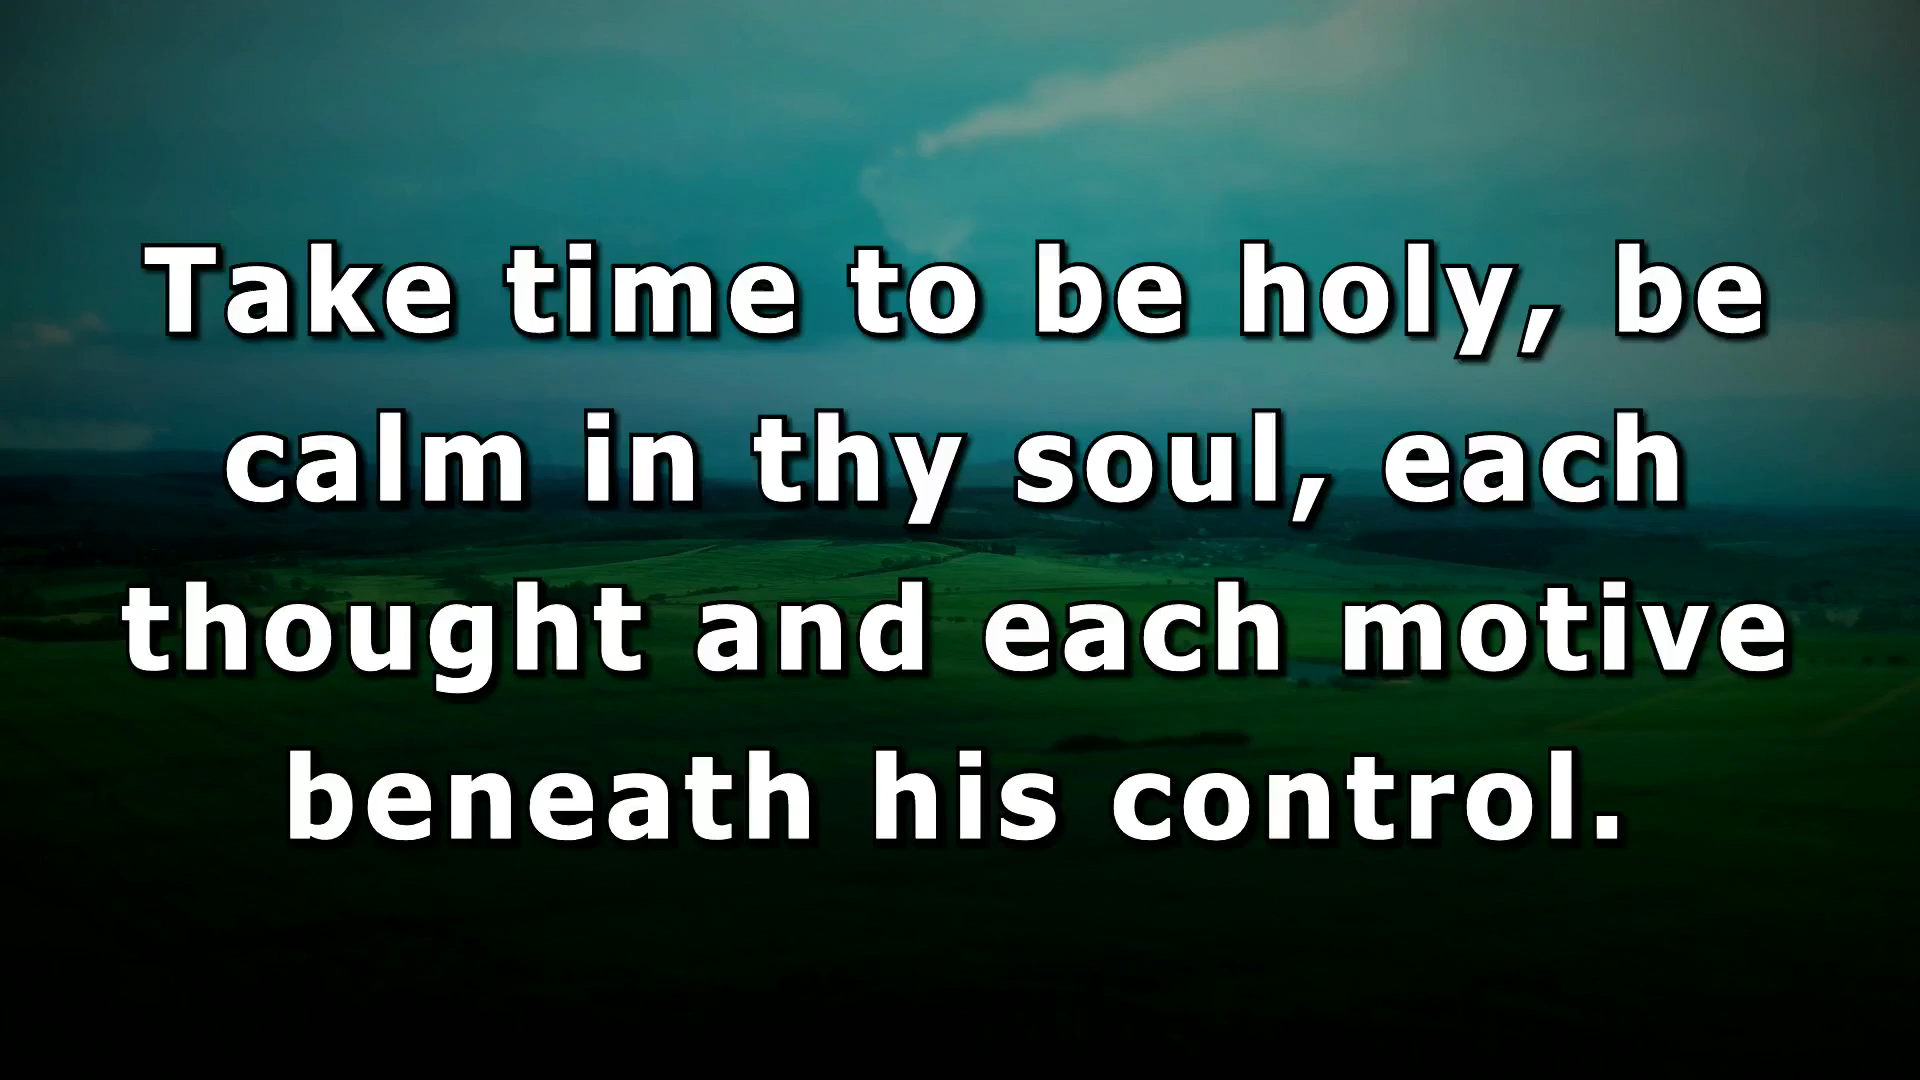 Take time to be holy, be
calm in thy soul, each
thought and each motive
beneath his control.